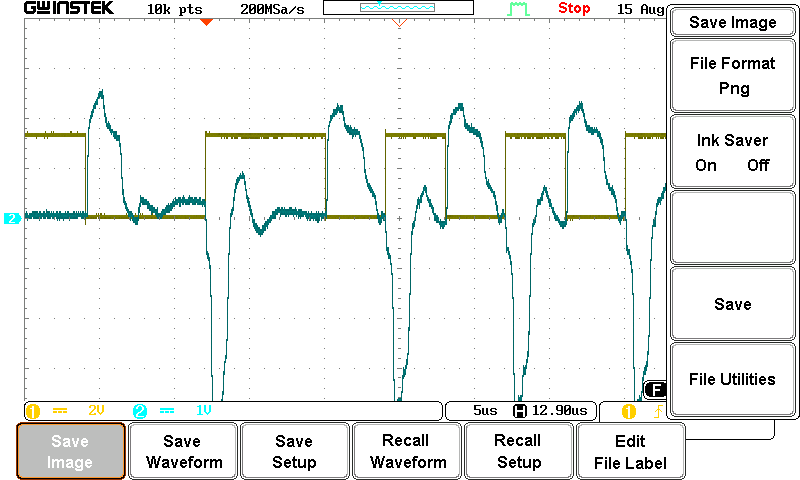 GWINSTEK 10k pts 200MSa/s Stop 15 Aug
Save Image
File Format
Png
Ink Saver
On Off
2
Save
File Utilities
F
1 2V 2 1V 5us H 12.90us 1
Save
Image
Save
Waveform
Save
Setup
Recall
Waveform
Recall
Setup
Edit
File Label